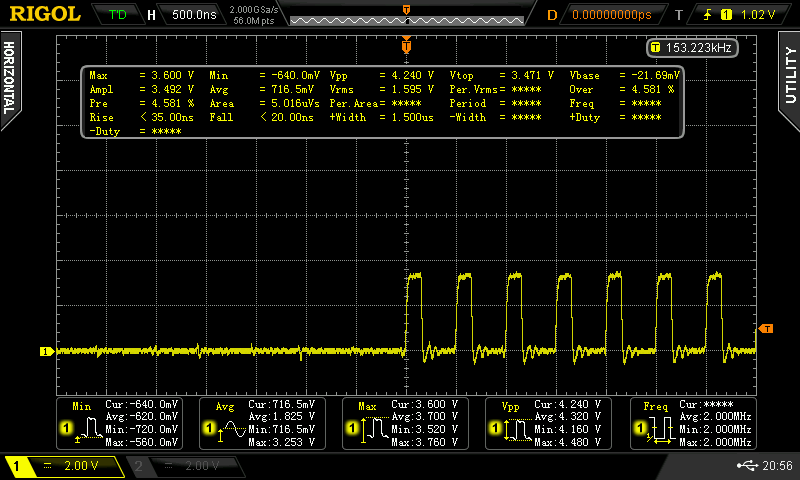 RIGOL T'D H 500.0ns 2.000GSa/s 56.0M pts D 0.00000000ps T 1 1.02 V
T
HORIZONTAL
UTILITY
T 153.223kHz
Max = 3.600 V Min = -640.0mV Vpp = 4.240 V Vtop = 3.471 V Vbase = -21.69mV
Ampl = 3.492 V Avg = 716.5mV Vrms = 1.595 V Per.Vrms= ***** Over = 4.581 %
Pre = 4.581 % Area = 5.016uVs Per.Area= ***** Period = ***** Freq = *****
Rise < 35.00ns Fall < 20.00ns +Width = 1.500us -Width = ***** +Duty = *****
-Duty = *****
T
1
Min
1
Cur:-640.0mV
Avg:-620.0mV
Min:-720.0mV
Max:-560.0mV
Avg
1
Cur:716.5mV
Avg:1.825 V
Min:716.5mV
Max:3.253 V
Max
1
Cur:3.600 V
Avg:3.700 V
Min:3.520 V
Max:3.760 V
Vpp
1
Cur:4.240 V
Avg:4.320 V
Min:4.160 V
Max:4.480 V
Freq
1
Cur:*****
Avg:2.000MHz
Min:2.000MHz
Max:2.000MHz
1 2.00 V 2 2.00 V 20:56